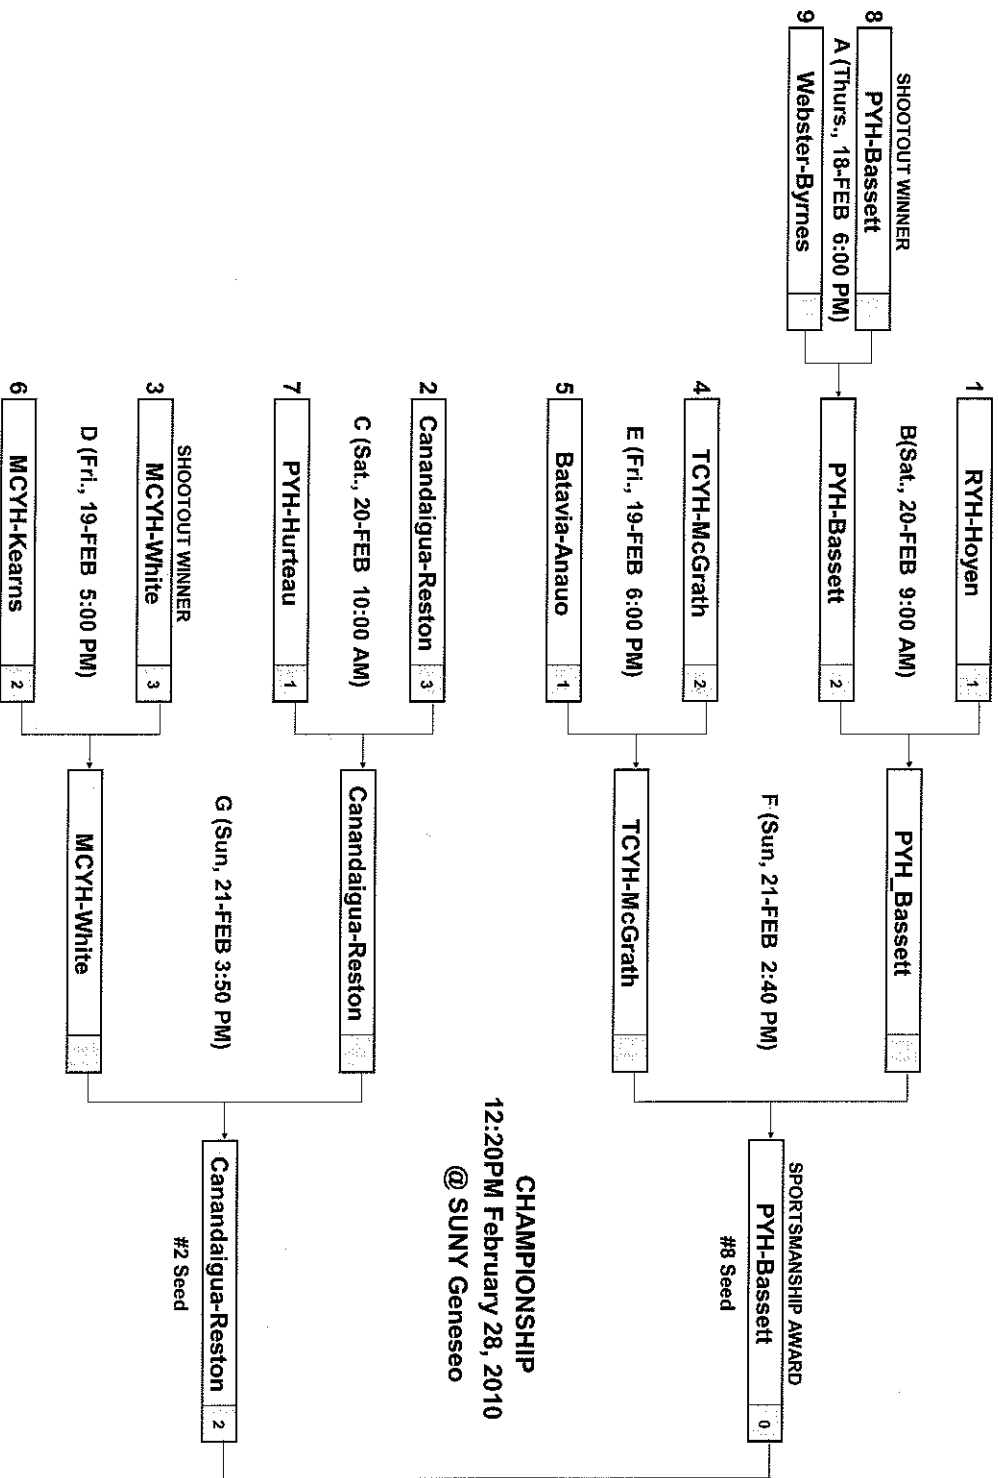 SHOOTOUT WINNER
8 PYH-Bassett
A (Thurs., 18-FEB 6:00 PM)
9 Webster-Byrnes
1 RYH-Hoyen 1
B(Sat., 20-FEB 9:00 AM)
PYH-Bassett 2
4 TCYH-McGrath 2
E (Fri., 19-FEB 6:00 PM)
5 Batavia-Anauo 1
2 Canandaigua-Reston 3
C (Sat., 20-FEB 10:00 AM)
7 PYH-Hurteau 1
SHOOTOUT WINNER
3 MCYH-White 3
D (Fri., 19-FEB 5:00 PM)
6 MCYH-Kearns 2
PYH_Bassett
F (Sun, 21-FEB 2:40 PM)
TCYH-McGrath
Canandaigua-Reston
G (Sun, 21-FEB 3:50 PM)
MCYH-White
SPORTSMANSHIP AWARD
PYH-Bassett 0
#8 Seed
CHAMPIONSHIP
12:20PM February 28, 2010
@ SUNY Geneseo
Canandaigua-Reston 2
#2 Seed